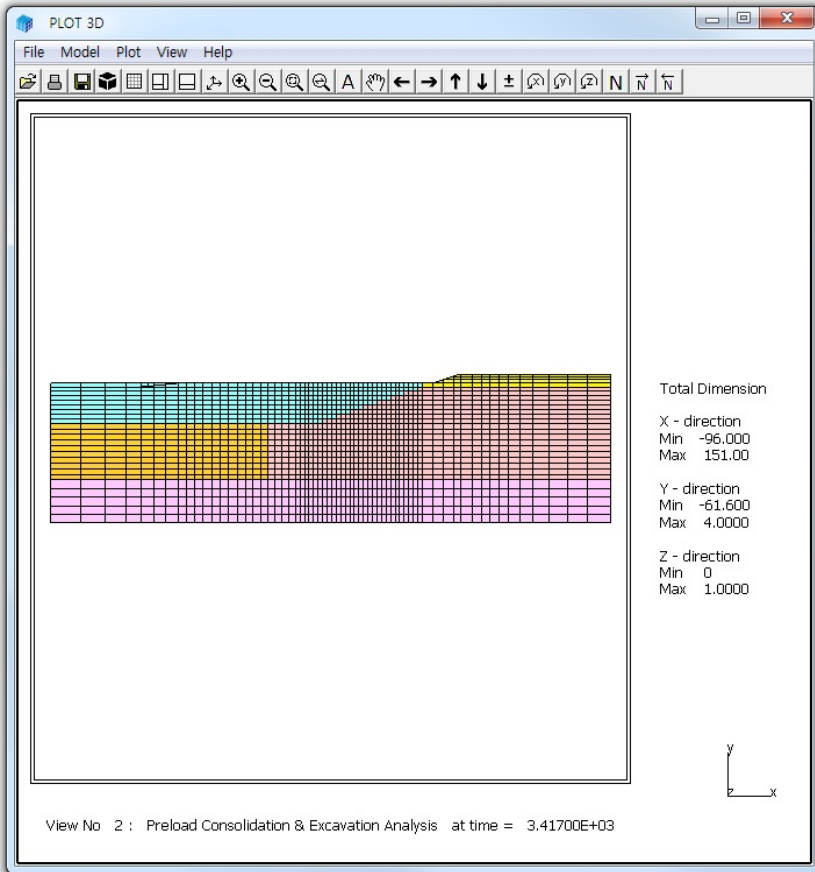 PLOT 3D
File Model Plot View Help
A N N N
Total Dimension
X - direction
Min -96.000
Max 151.00
Y - direction
Min -61.600
Max 4.0000
Z - direction
Min 0
Max 1.0000
y
z x
View No 2 : Preload Consolidation & Excavation Analysis at time = 3.41700E+03